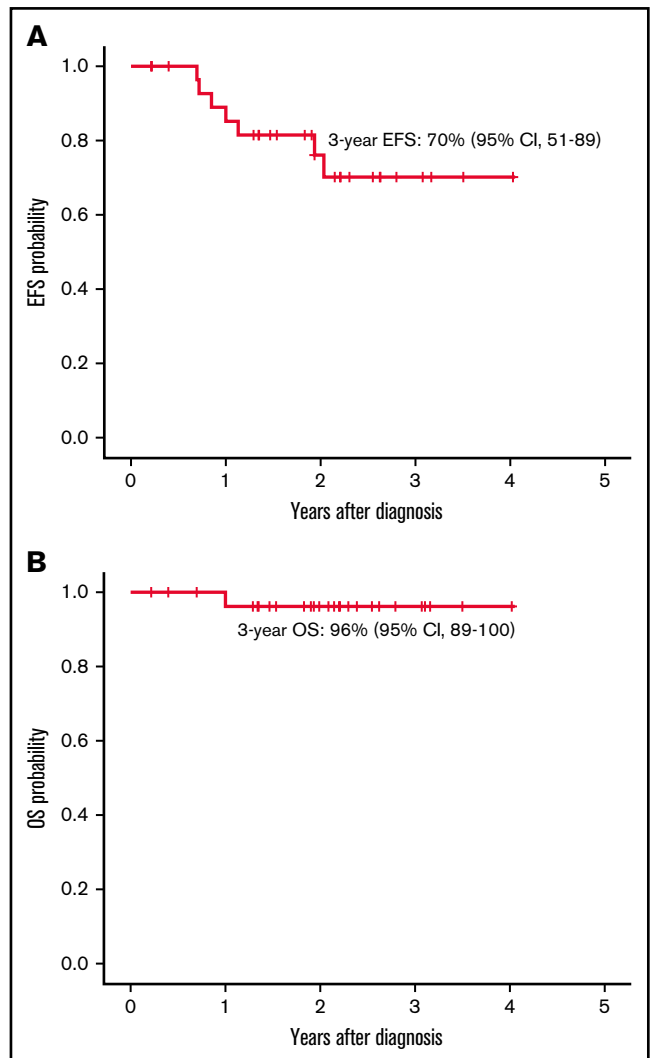 A
1.0
0.8
0.6
0.4
0.2
0.0
EFS probability
3-year EFS: 70% (95% CI, 51-89)
0 1 2 3 4 5
Years after diagnosis
B
1.0
0.8
0.6
0.4
0.2
0.0
OS probability
3-year OS: 96% (95% CI, 89-100)
0 1 2 3 4 5
Years after diagnosis